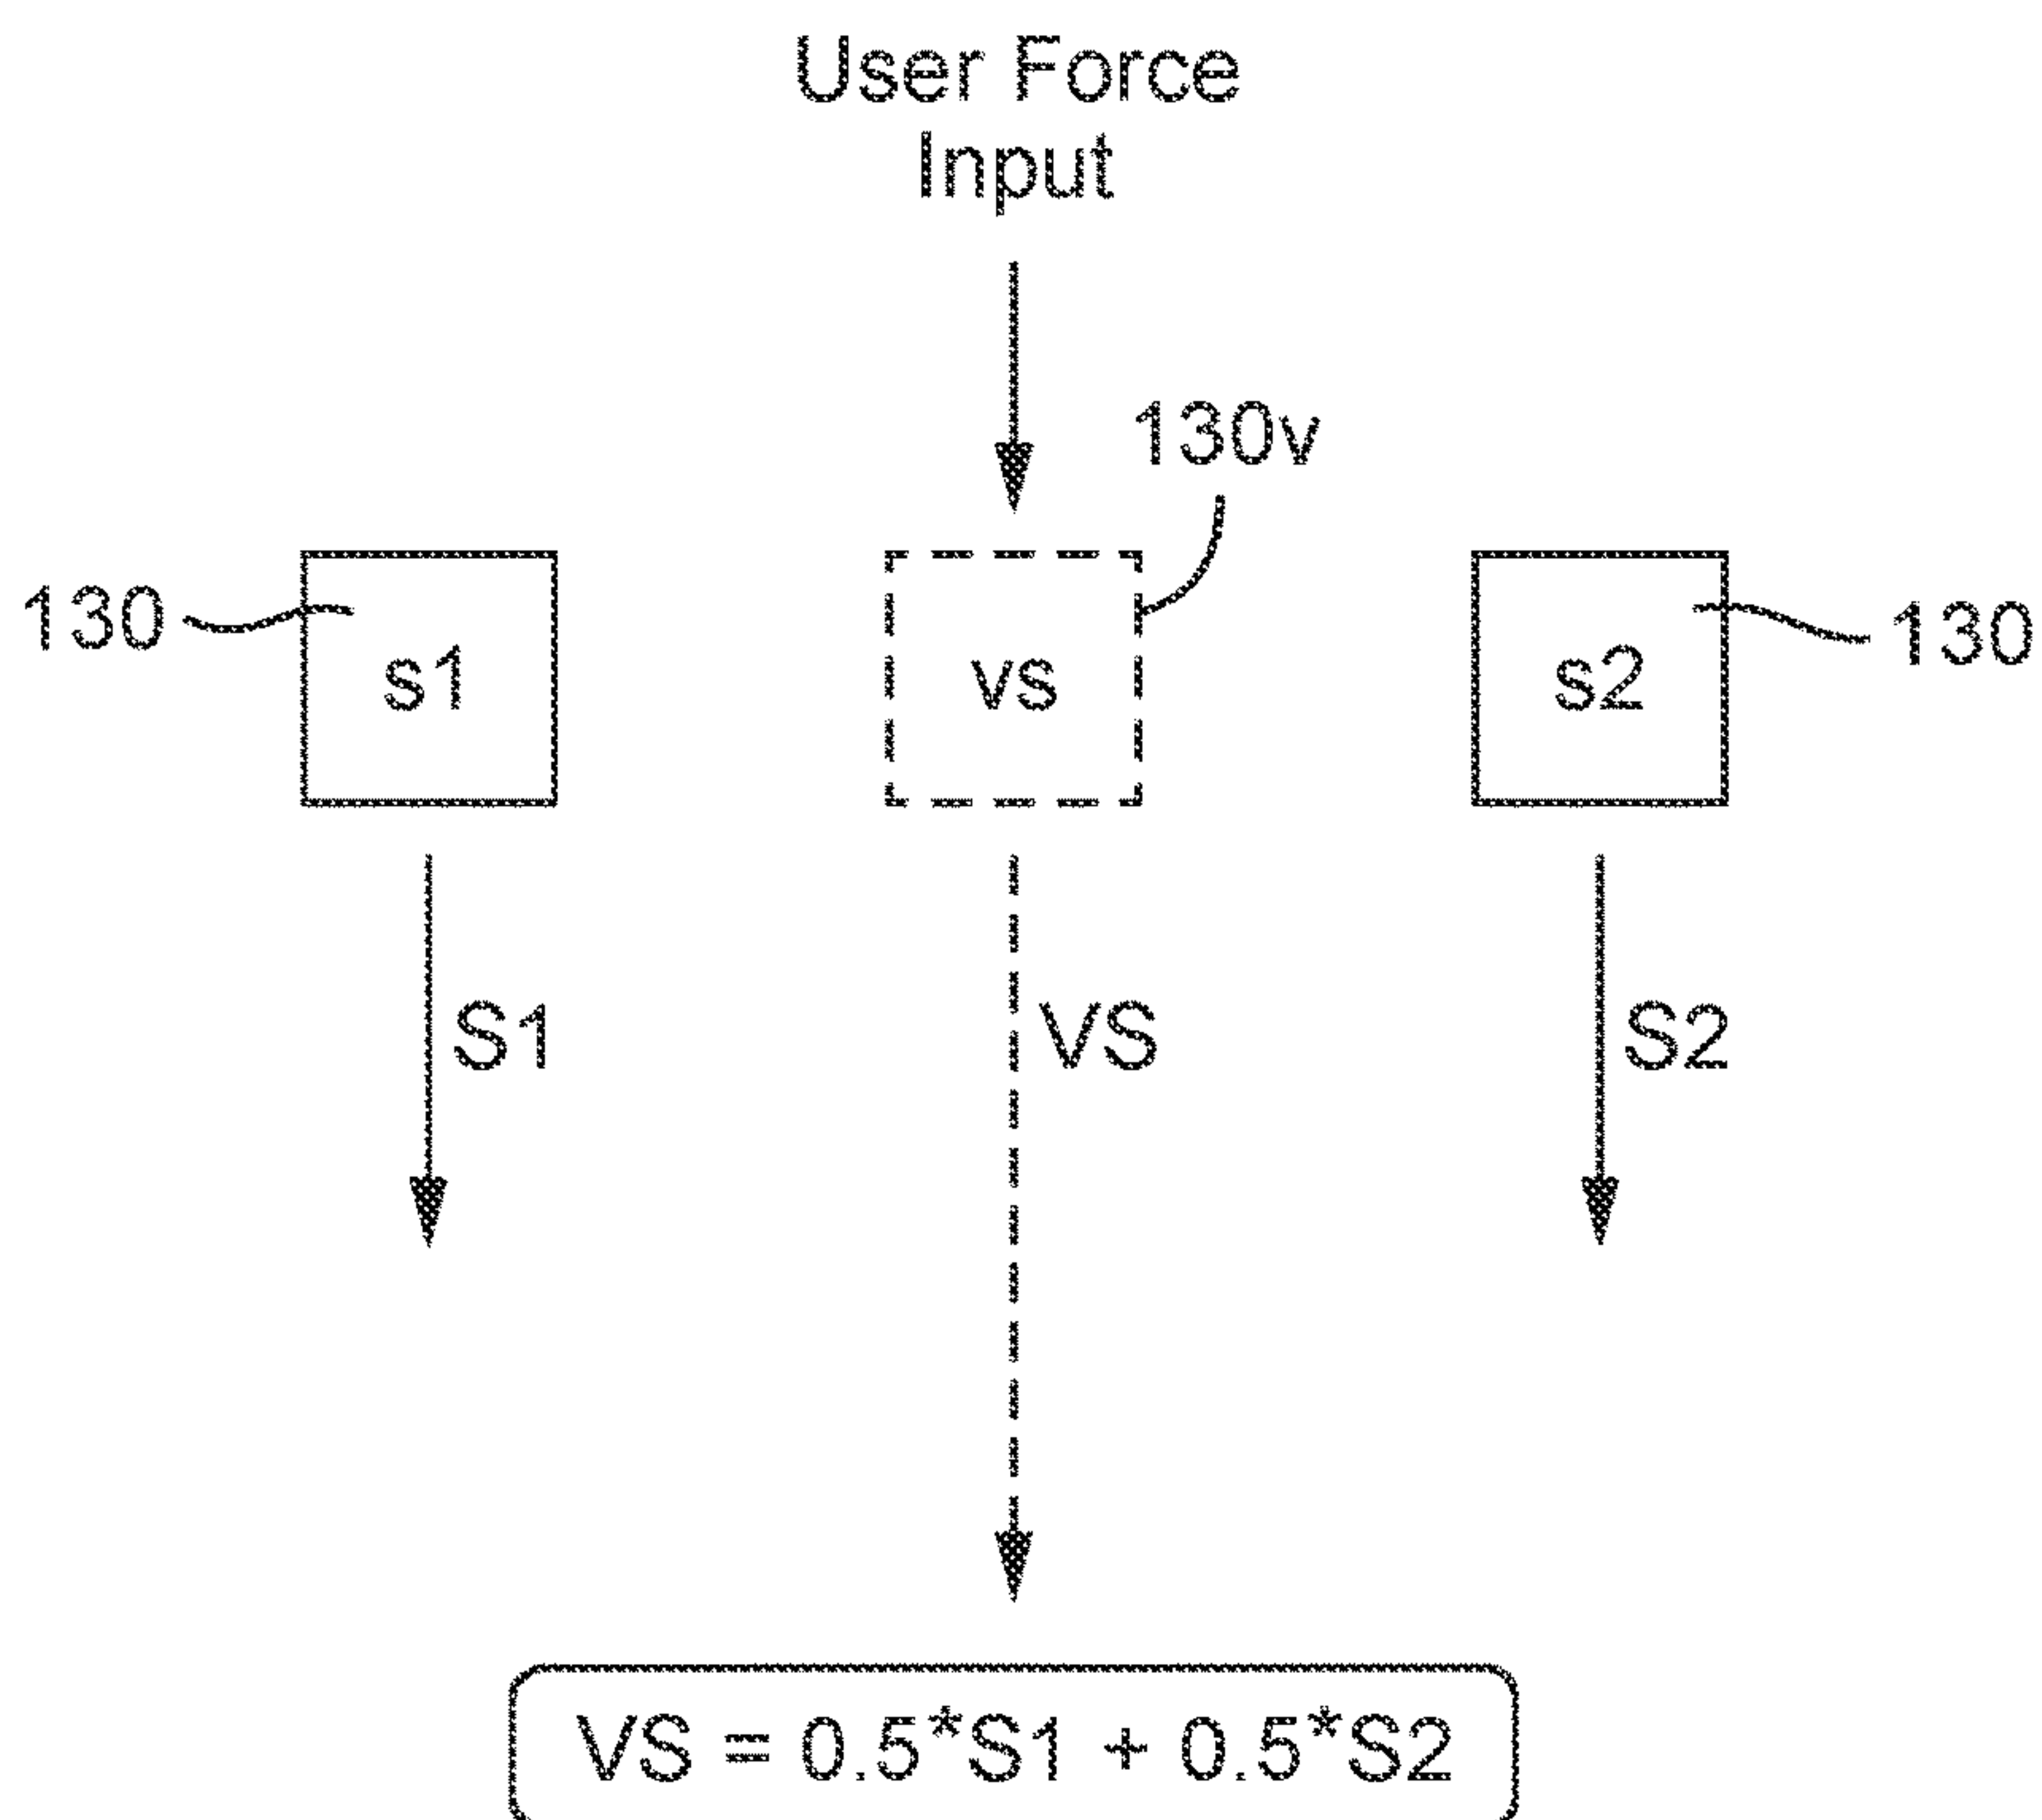 User Force
Input
130v
130
s1
vs
s2
130
S1
VS
S2
VS = 0.5*S1 + 0.5*S2